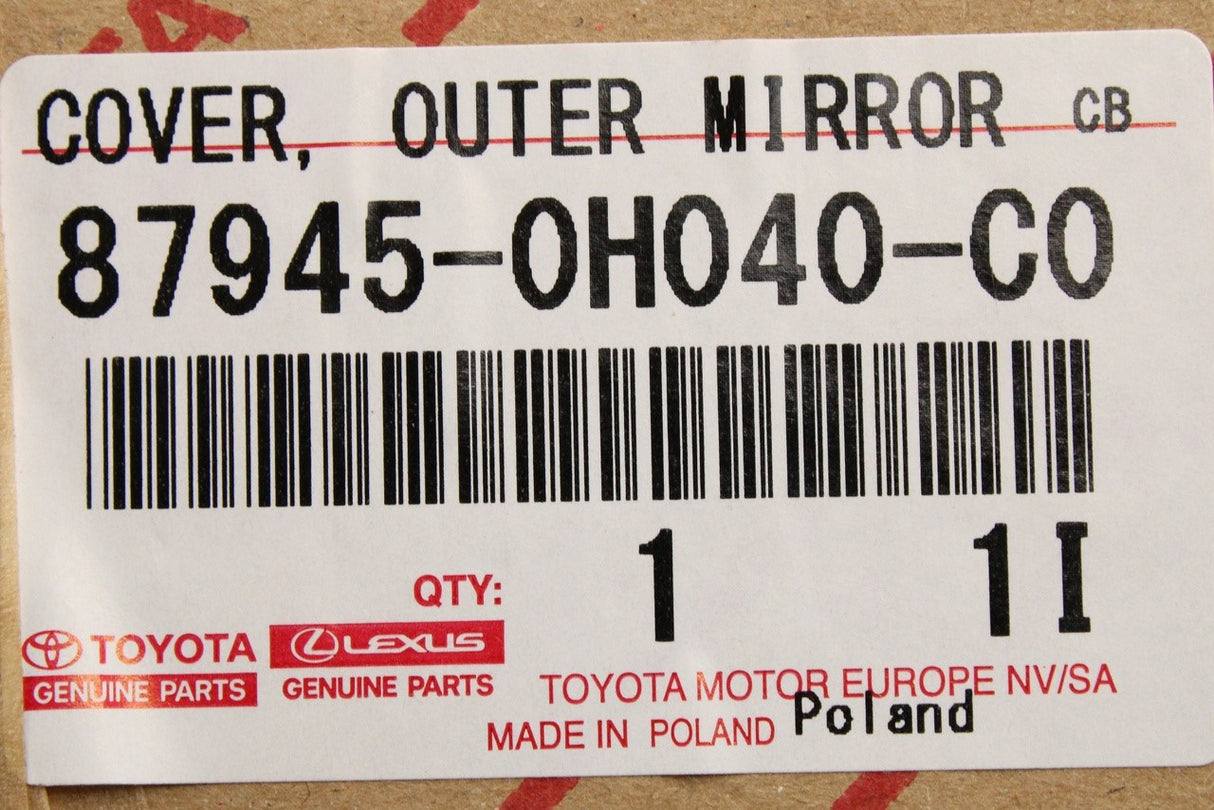 COVER, OUTER MIRROR CB
87945-0H040-C0
QTY: 1 1I
TOYOTA LEXUS
GENUINE PARTS GENUINE PARTS
TOYOTA MOTOR EUROPE NV/SA
MADE IN POLAND Poland